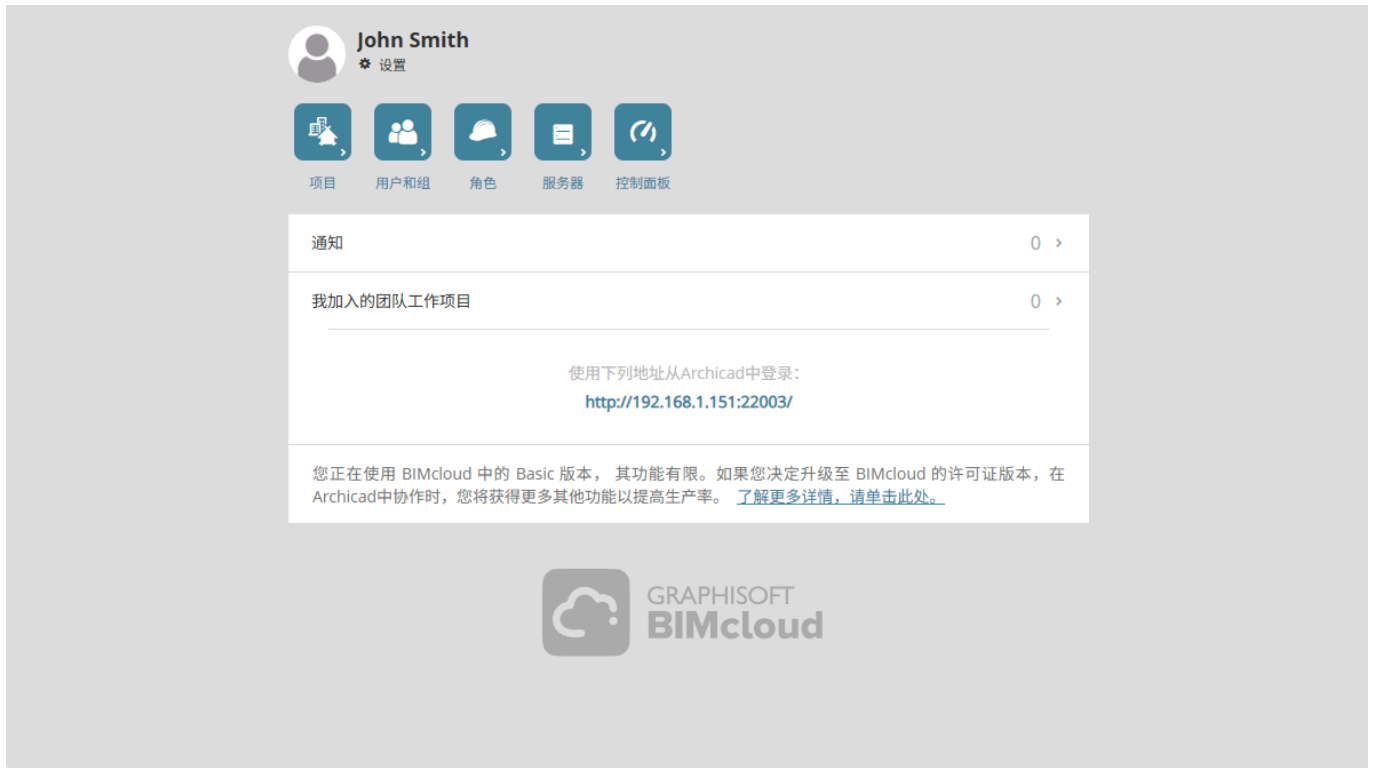 John Smith
设置
项目 用户和组 角色 服务器 控制面板
通知 0
我加入的团队工作项目 0
使用下列地址从Archicad中登录:
http://192.168.1.151:22003/
您正在使用 BIMcloud 中的 Basic 版本， 其功能有限。如果您决定升级至 BIMcloud 的许可证版本，在
Archicad中协作时，您将获得更多其他功能以提高生产率。 了解更多详情，请单击此处。
GRAPHISOFT
BIMcloud